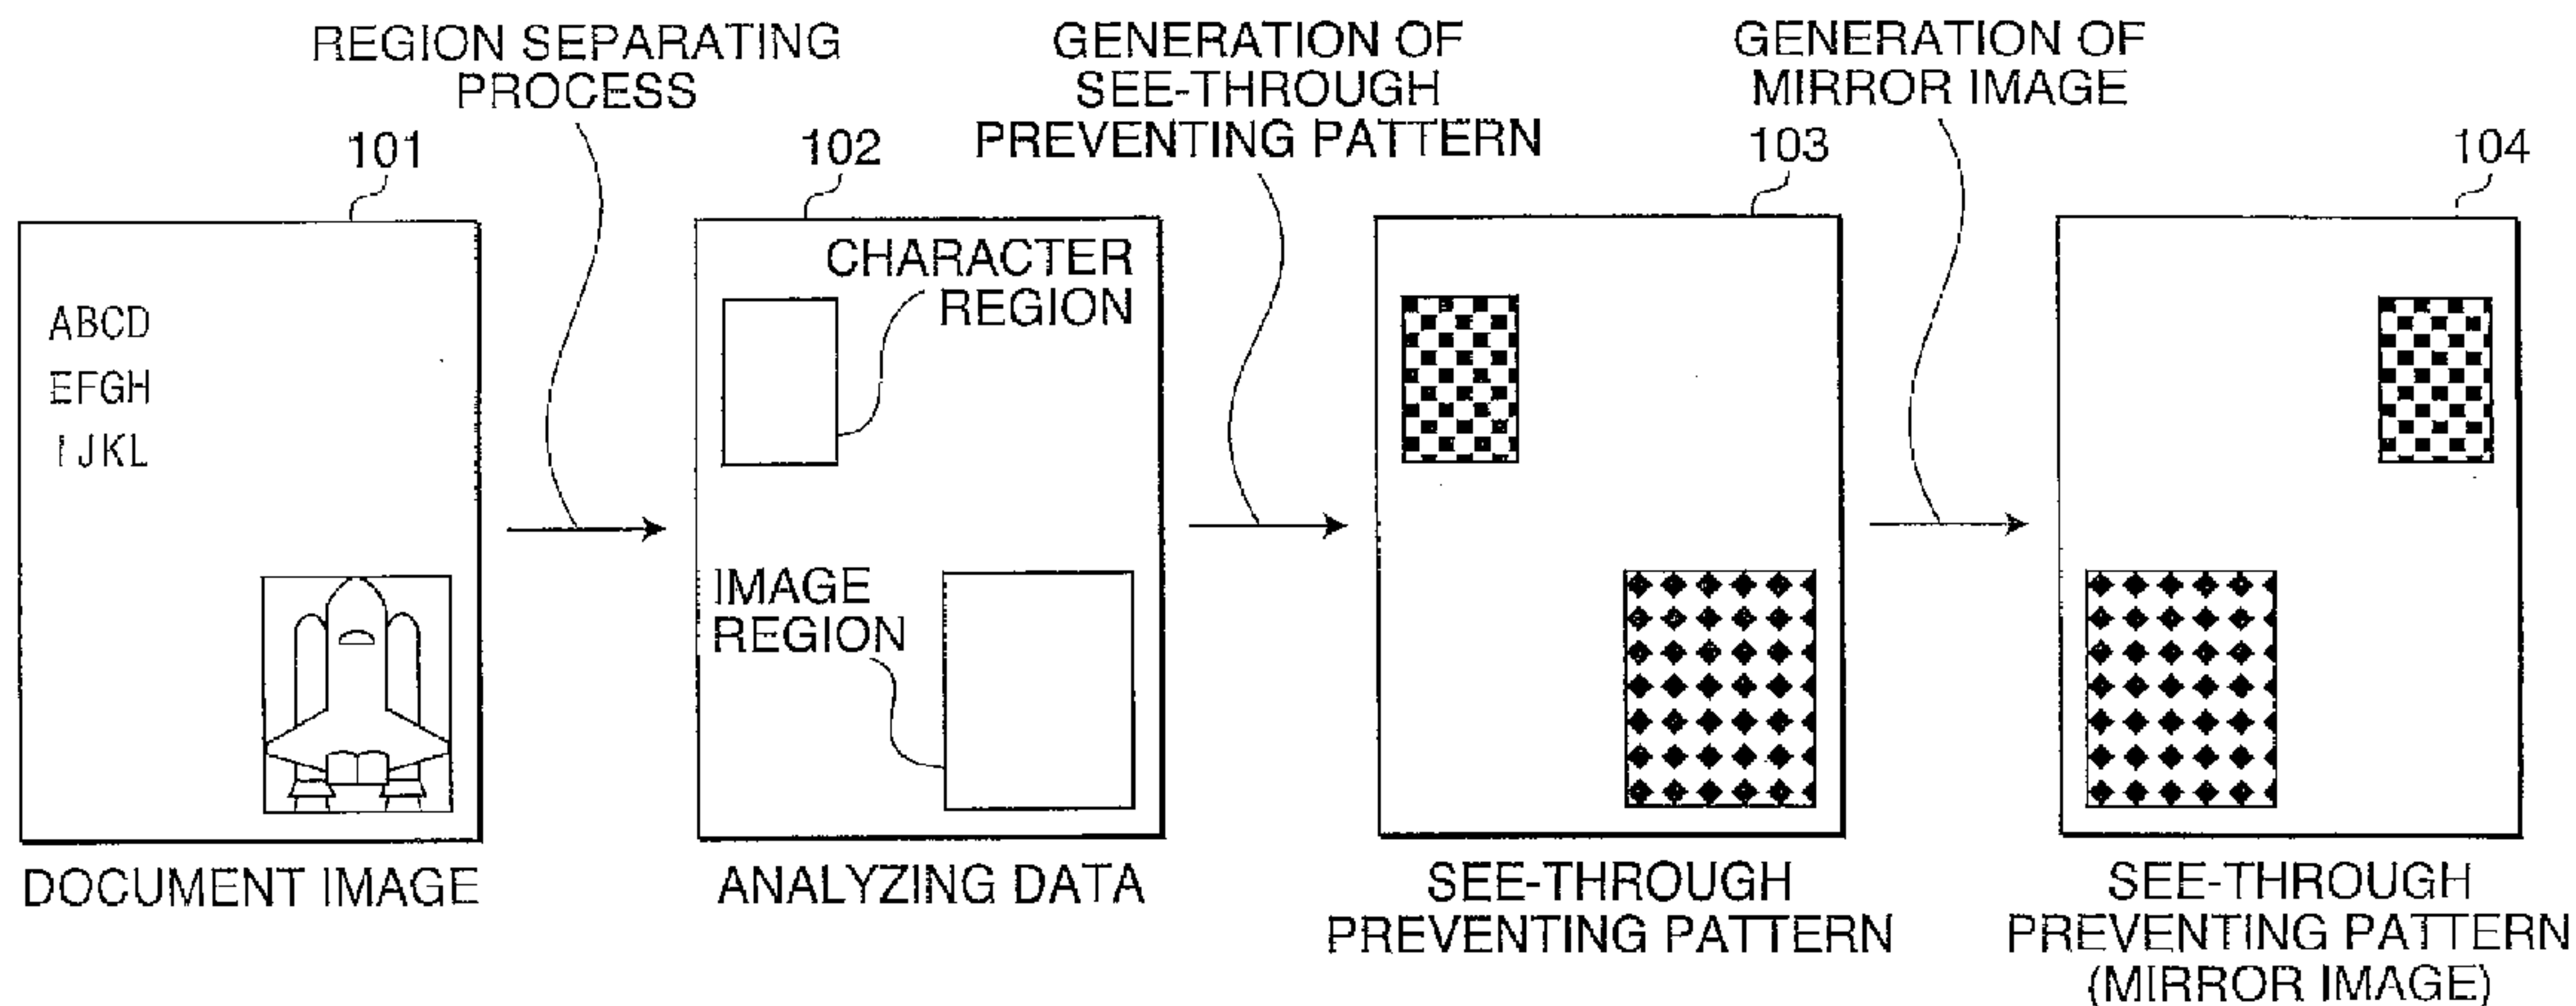 REGION SEPARATING
PROCESS
GENERATION OF
SEE-THROUGH
PREVENTING PATTERN
GENERATION OF
MIRROR IMAGE
101
102
103
104
ABCD
EFGH
IJKL
CHARACTER
REGION
IMAGE
REGION
DOCUMENT IMAGE
ANALYZING DATA
SEE-THROUGH
PREVENTING PATTERN
SEE-THROUGH
PREVENTING PATTERN
(MIRROR IMAGE)